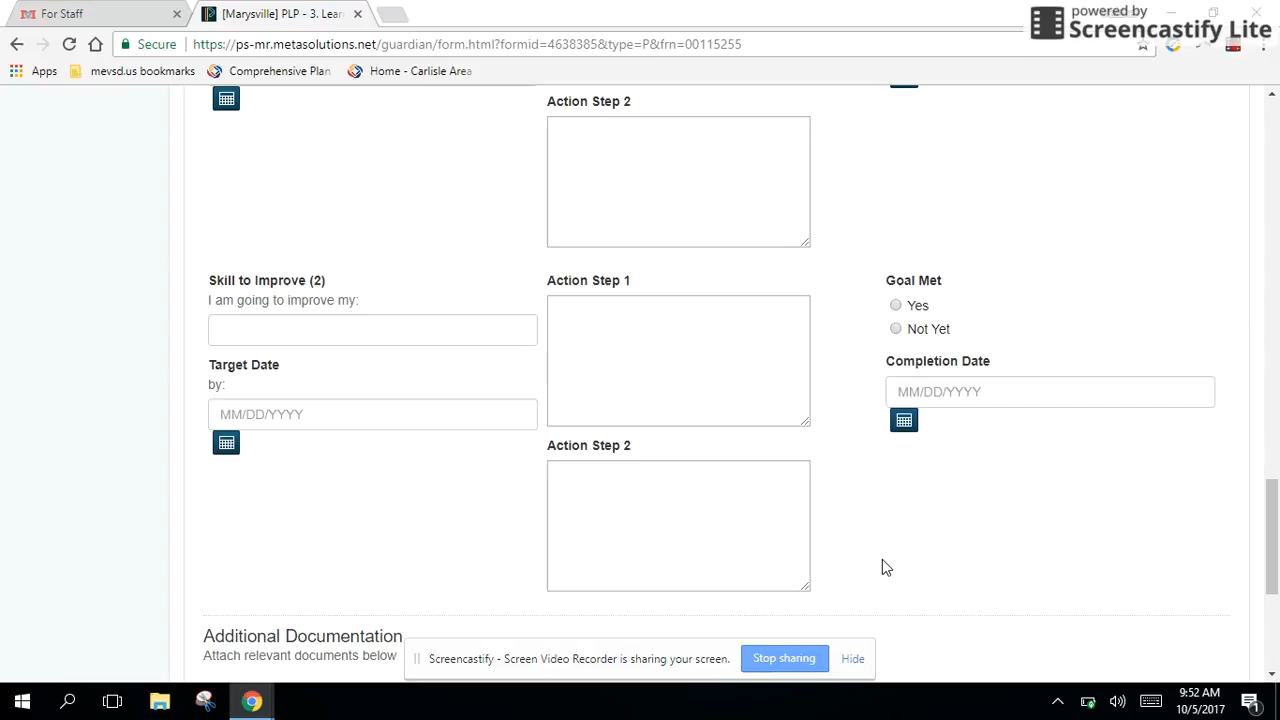 For Staff
[Marysville] PLP - 3. Lear
powered by
Screencastify Lite
Secure
https://ps-mr.metasolutions.net/guardian/form.html?formid=4638385&type=P&frn=00115255
Apps
mevsd.us bookmarks
Comprehensive Plan
Home - Carlisle Area
Action Step 2
Skill to Improve (2)
I am going to improve my:
Action Step 1
Goal Met
Yes
Not Yet
Target Date
by:
MM/DD/YYYY
Completion Date
MM/DD/YYYY
Action Step 2
Additional Documentation
Attach relevant documents below
Screencastify - Screen Video Recorder is sharing your screen.
Stop sharing
Hide
9:52 AM
10/5/2017
1